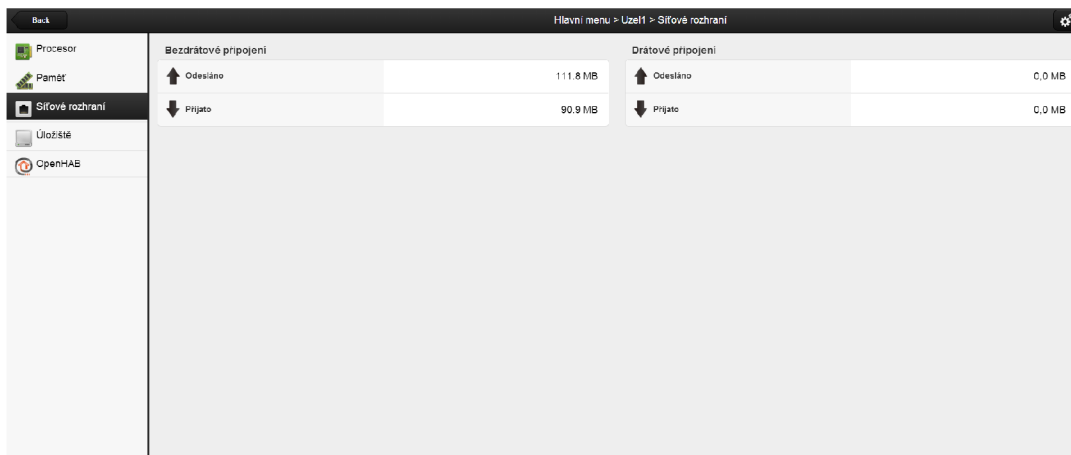 Back
Hlavní menu > Uzel1 > Síťové rozhraní
Procesor
Paměť
Síťové rozhraní
Úložiště
OpenHAB
Bezdrátové připojení
Odesláno 111.8 MB
Přijato 90.9 MB
Drátové připojení
Odesláno 0,0 MB
Přijato 0,0 MB